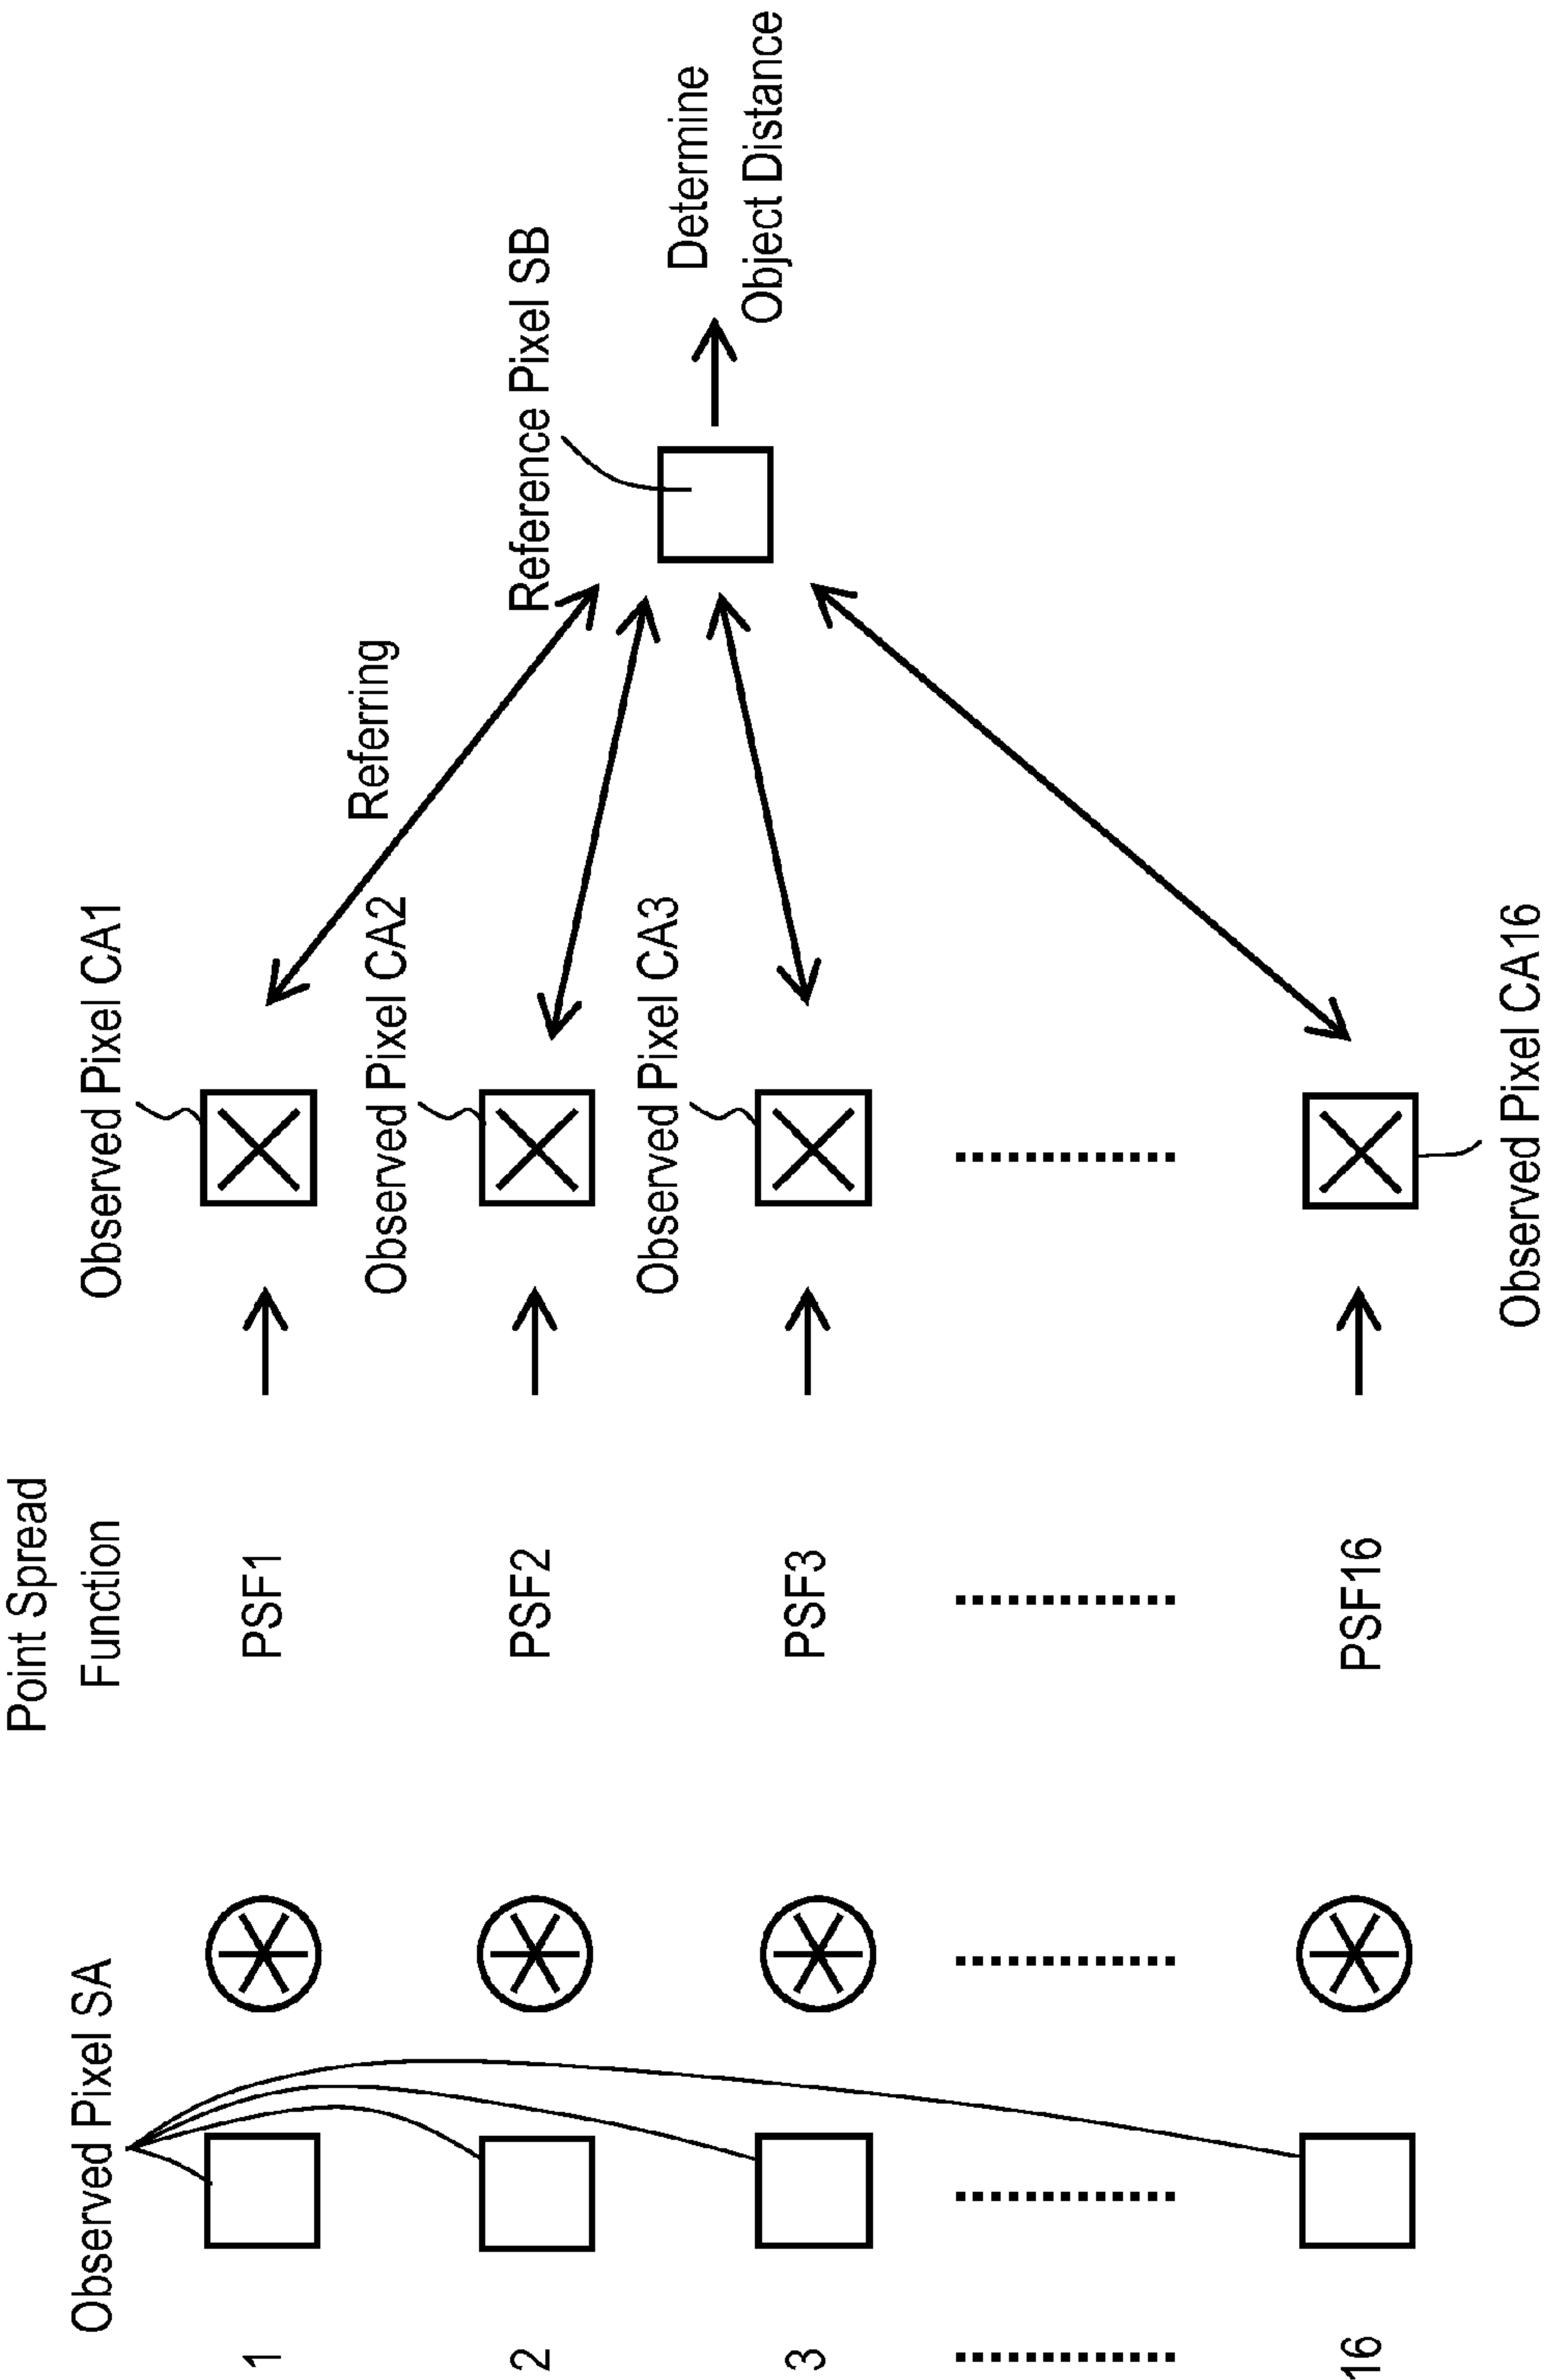 Observed Pixel SA
Point Spread
Function
Observed Pixel CA1
Referring
1
PSF1
Observed Pixel CA2
Reference Pixel SB
2
PSF2
Determine
Object Distance
Observed Pixel CA3
3
PSF3
16
PSF16
Observed Pixel CA16